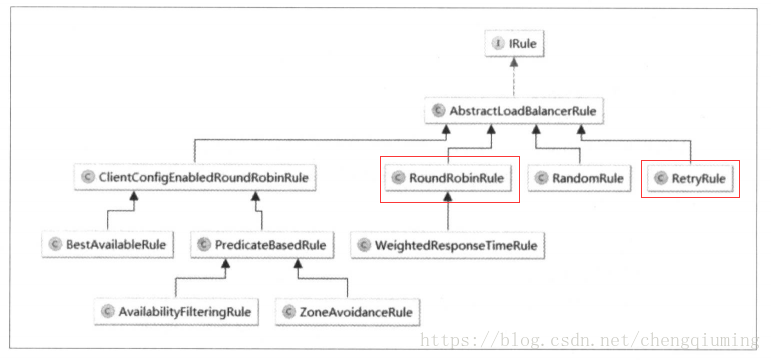 I IRule
C AbstractLoadBalancerRule
C ClientConfigEnabledRoundRobinRule
C RoundRobinRule
C RandomRule
C RetryRule
C BestAvailableRule
C PredicateBasedRule
C WeightedResponseTimeRule
C AvailabilityFilteringRule
C ZoneAvoidanceRule
https://blog.csdn.net/chengqiuming